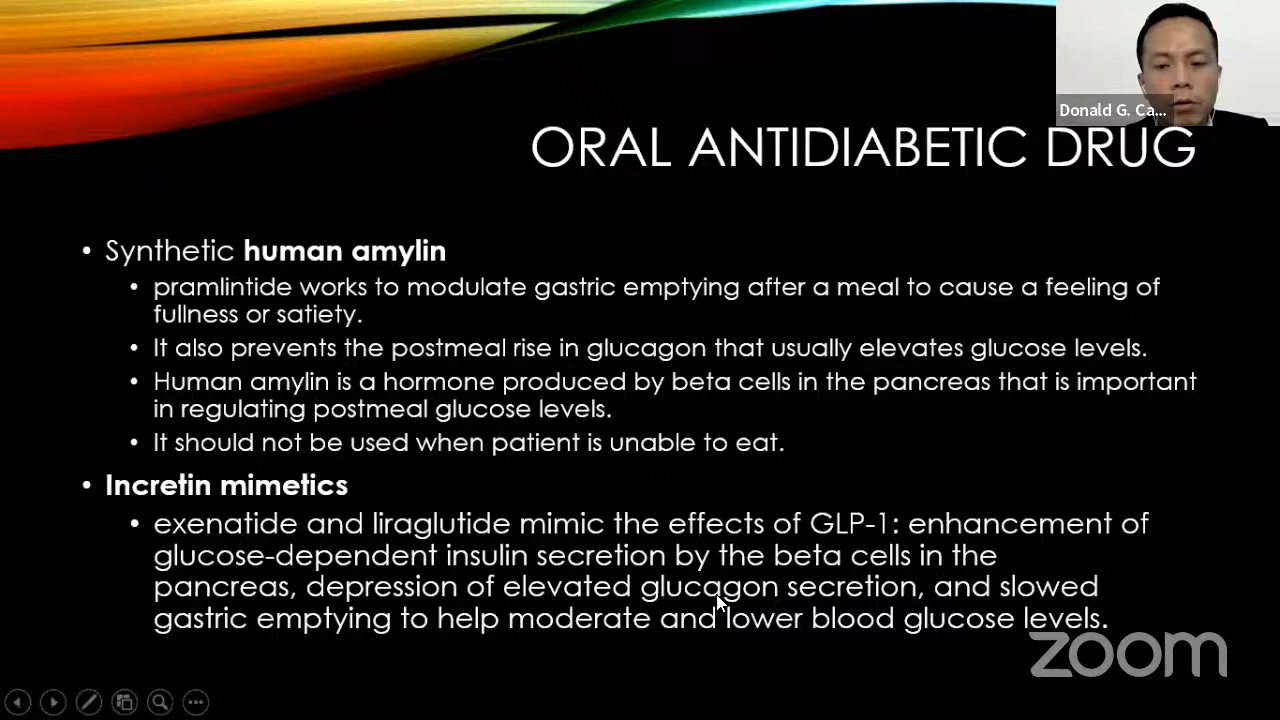 Donald G. Ca...
ORAL ANTIDIABETIC DRUG
• Synthetic human amylin
• pramlintide works to modulate gastric emptying after a meal to cause a feeling of
fullness or satiety.
• It also prevents the postmeal rise in glucagon that usually elevates glucose levels.
• Human amylin is a hormone produced by beta cells in the pancreas that is important
in regulating postmeal glucose levels.
• It should not be used when patient is unable to eat.
• Incretin mimetics
• exenatide and liraglutide mimic the effects of GLP-1: enhancement of
glucose-dependent insulin secretion by the beta cells in the
pancreas, depression of elevated glucagon secretion, and slowed
gastric emptying to help moderate and lower blood glucose levels.
zoom